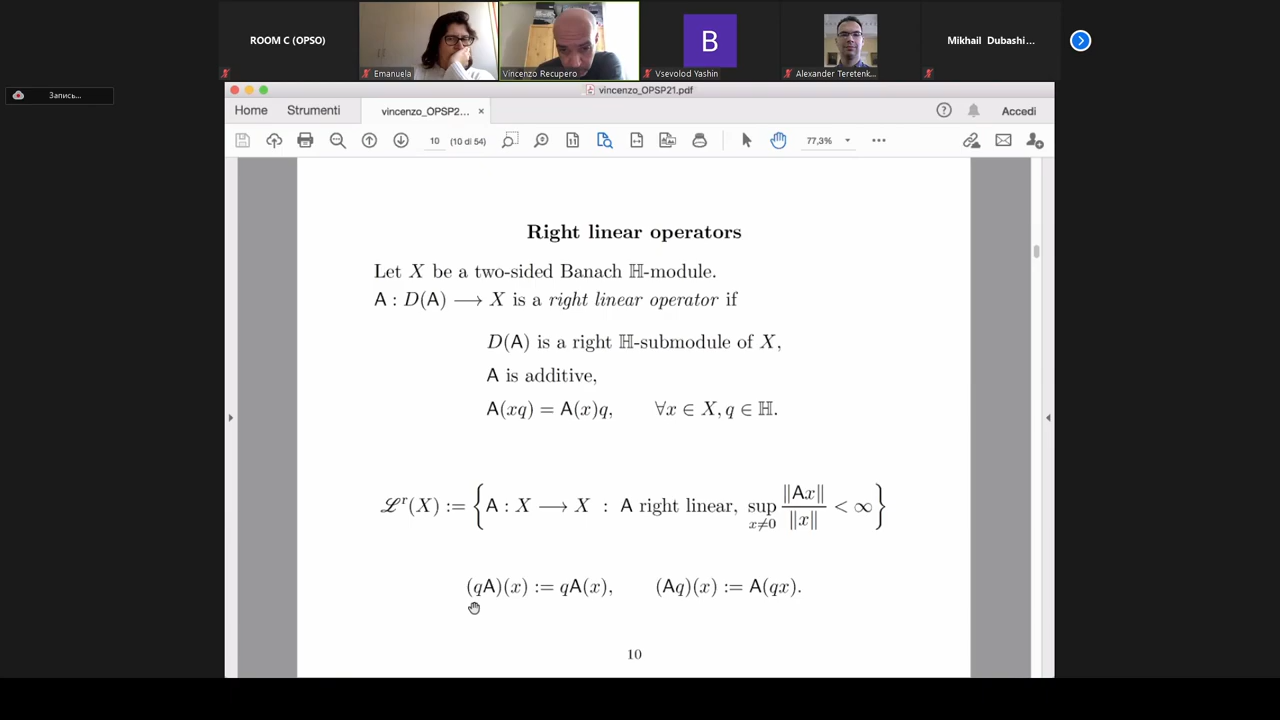 ROOM C (OPSO)
Emanuela
Vincenzo Recupero
B
Vsevolod Yashin
Alexander Teretenk...
Mikhail Dubashi...
Запись...
vincenzo_OPSP21.pdf
Home Strumenti vincenzo_OPSP2... × Accedi
10 (10 di 54) 77,3%
Right linear operators
Let X be a two-sided Banach ℍ-module.
A : D(A) ⟶ X is a right linear operator if
D(A) is a right ℍ-submodule of X,
A is additive,
A(xq) = A(x)q, ∀x ∈ X, q ∈ ℍ.
ℒʳ(X) := { A : X ⟶ X : A right linear, sup_{x≠0} ‖Ax‖/‖x‖ < ∞ }
(qA)(x) := qA(x), (Aq)(x) := A(qx).
10